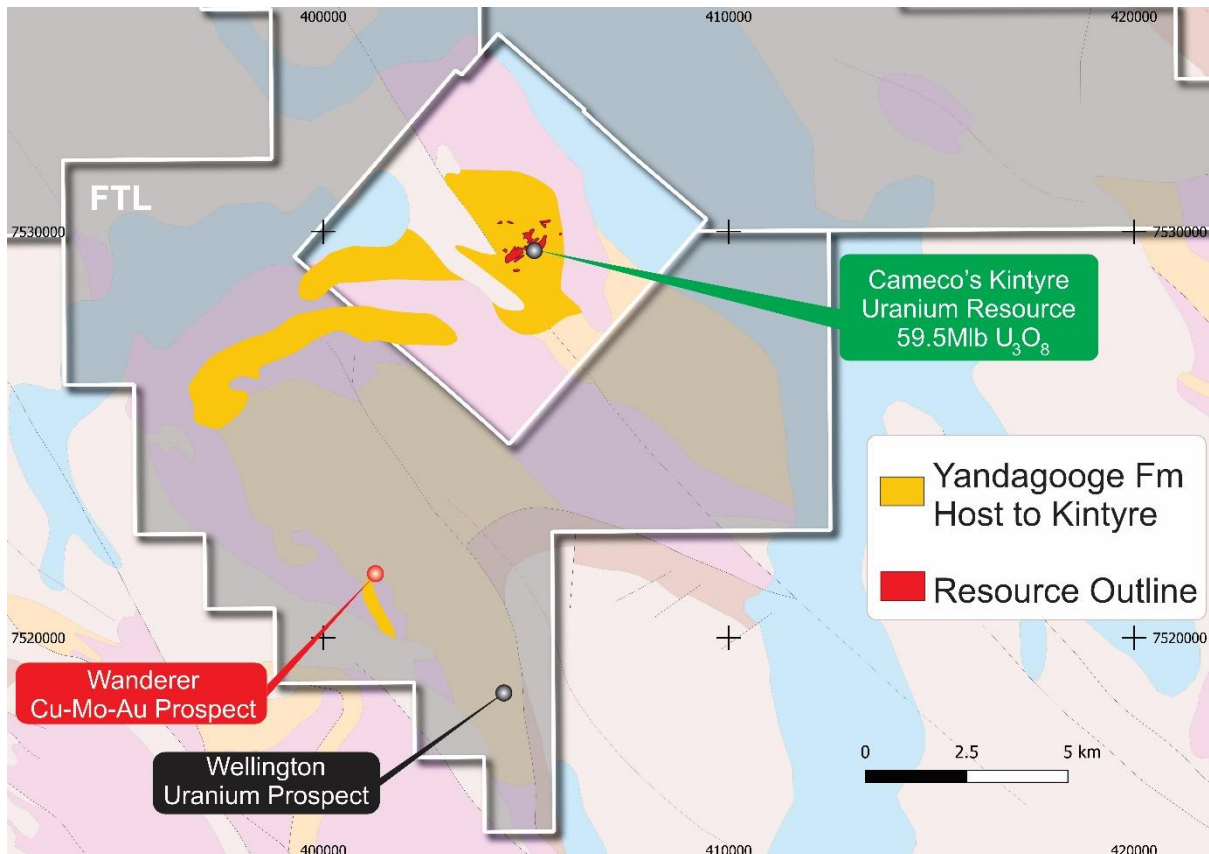 400000
410000
420000
FTL
7530000
7530000
Cameco's Kintyre
Uranium Resource
59.5Mlb U₃O₈
Yandagooge Fm
Host to Kintyre
Resource Outline
7520000
7520000
Wanderer
Cu-Mo-Au Prospect
Wellington
Uranium Prospect
0 2.5 5 km
400000
410000
420000